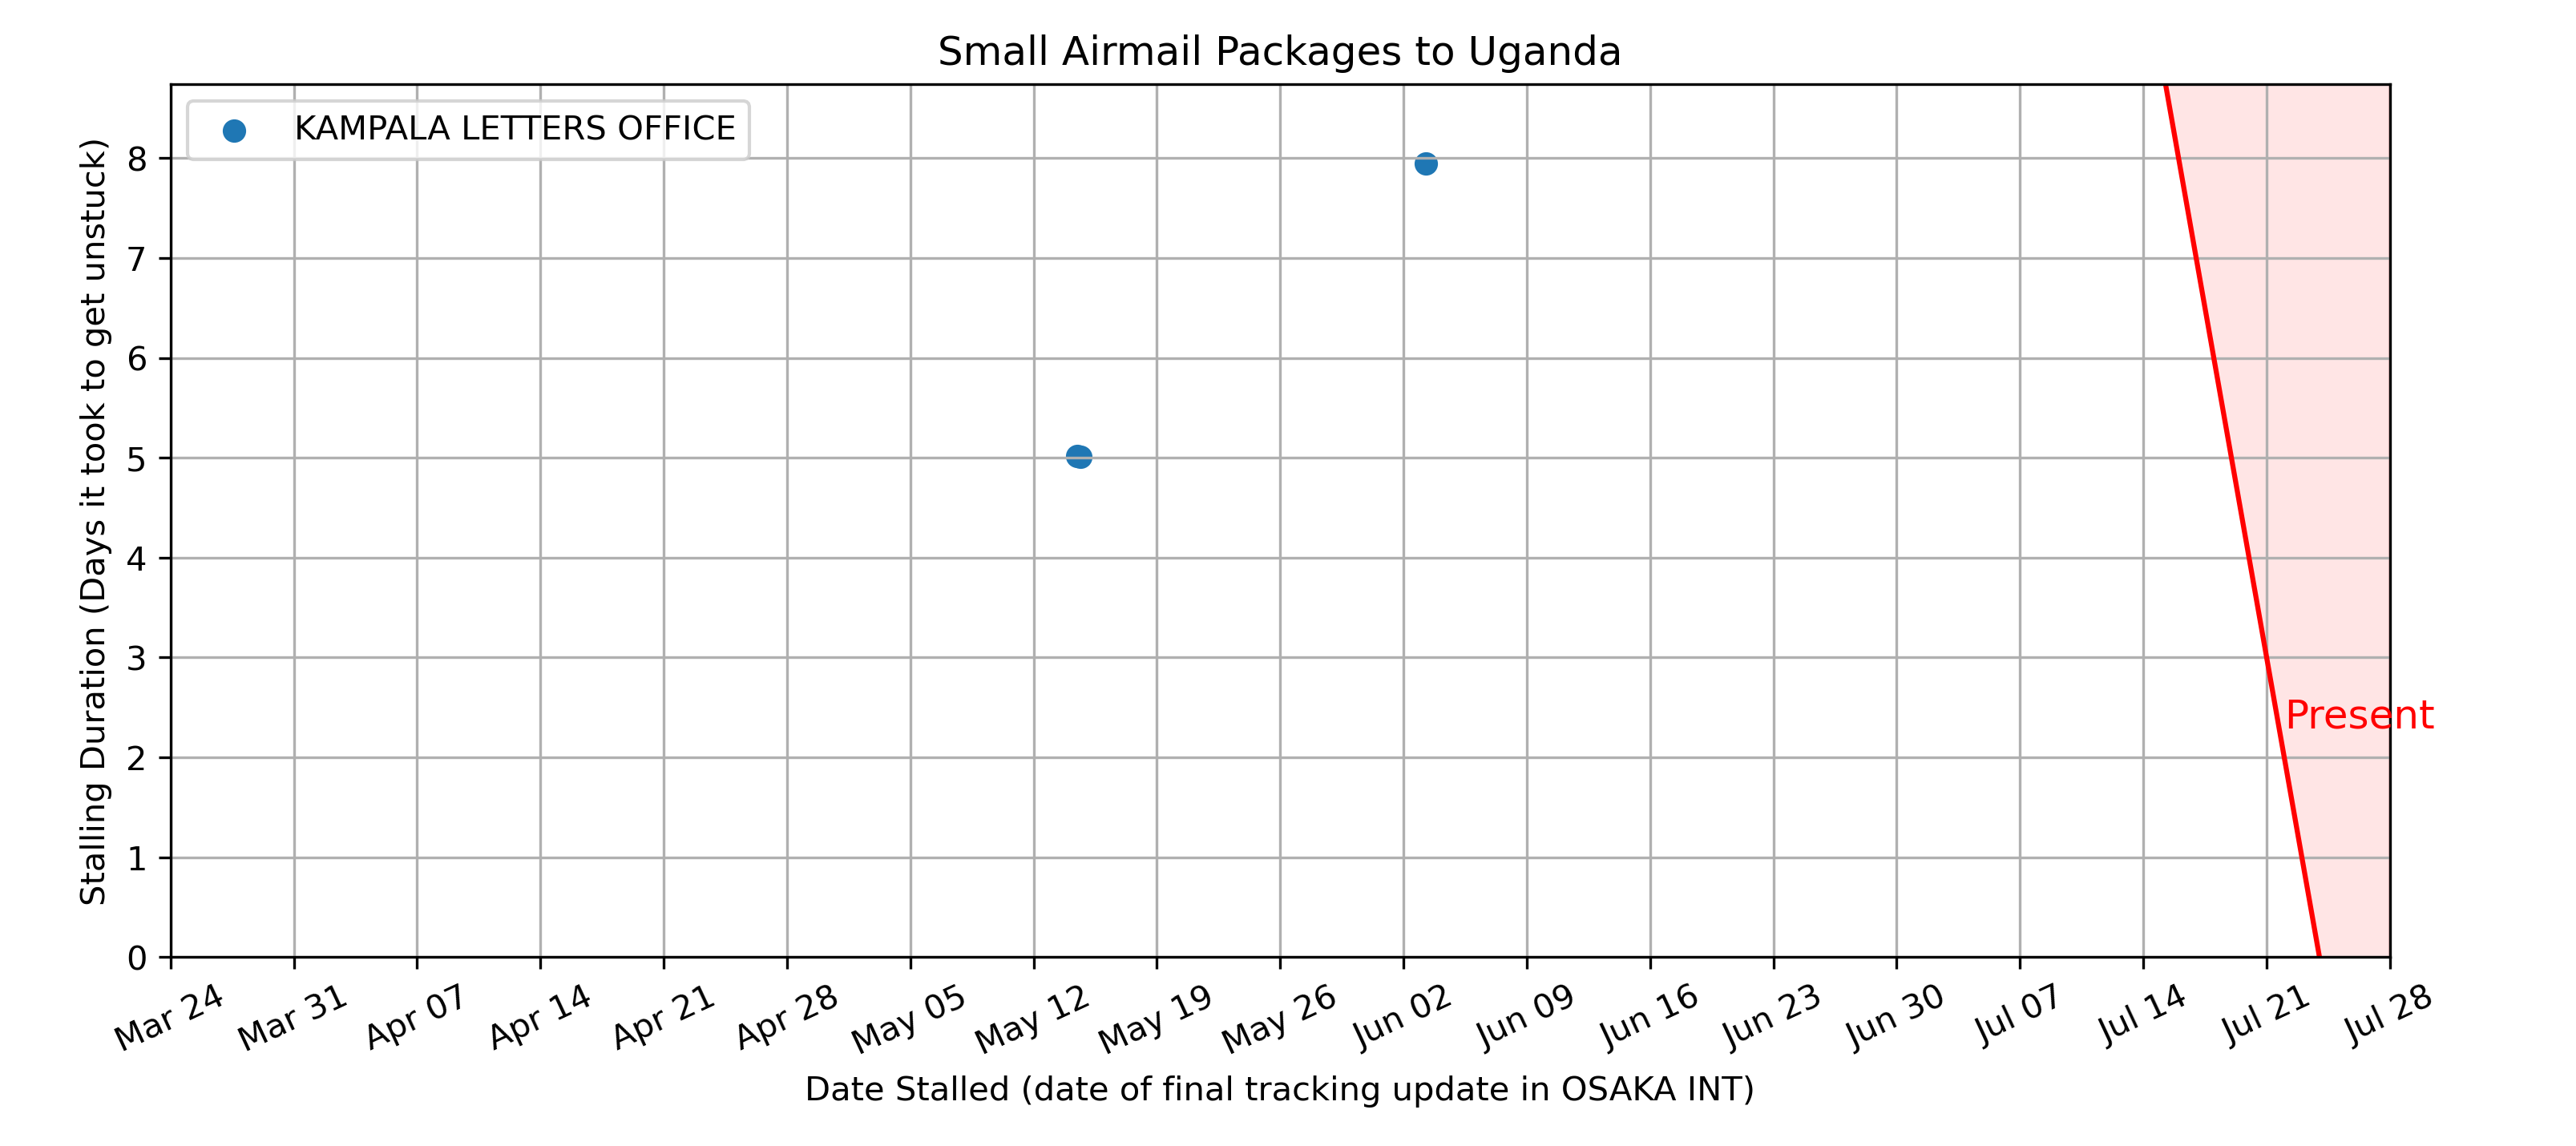 Small Airmail Packages to Uganda
KAMPALA LETTERS OFFICE
Stalling Duration (Days it took to get unstuck)
8
7
6
5
4
3
2
1
0
Present
Mar 24
Mar 31
Apr 07
Apr 14
Apr 21
Apr 28
May 05
May 12
May 19
May 26
Jun 02
Jun 09
Jun 16
Jun 23
Jun 30
Jul 07
Jul 14
Jul 21
Jul 28
Date Stalled (date of final tracking update in OSAKA INT)